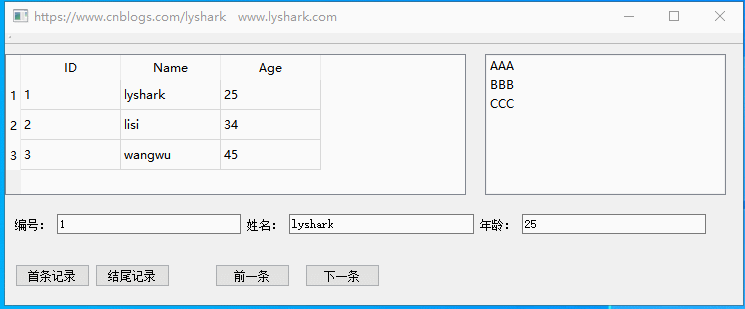 https://www.cnblogs.com/lyshark www.lyshark.com
ID Name Age
1 1 lyshark 25
2 2 lisi 34
3 3 wangwu 45
AAA
BBB
CCC
编号： 1 姓名： lyshark 年龄： 25
首条记录 结尾记录 前一条 下一条